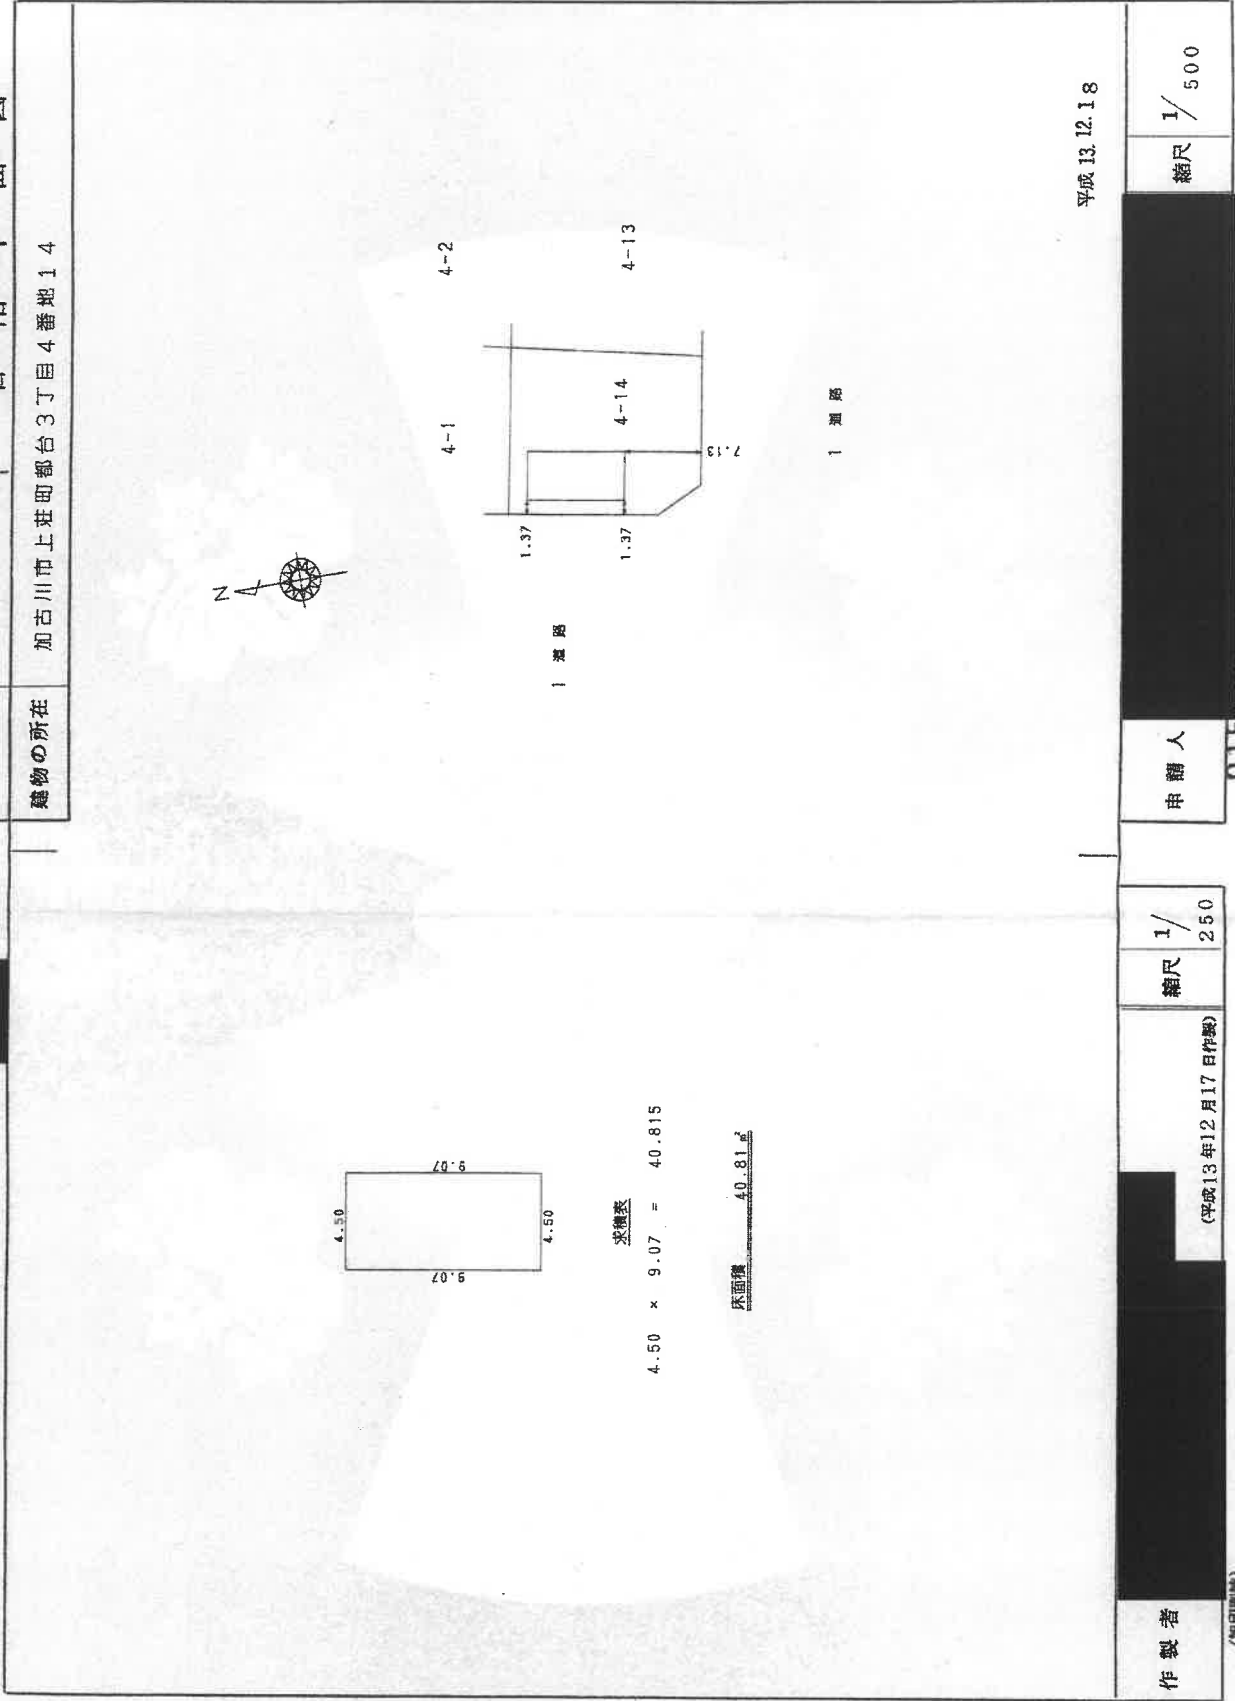 建物の所在
加古川市上荘町都台3丁目4番地14
N
4-1
4-2
4-13
4-14
1.37
1.37
7.13
1 道路
1 道路
平成 13.12.18
申請人
縮尺
1/500
4.50
9.07
9.07
4.50
求積表
4.50 × 9.07 = 40.815
床面積 40.81㎡
作製者
(平成13年12月17日作製)
縮尺
1/250